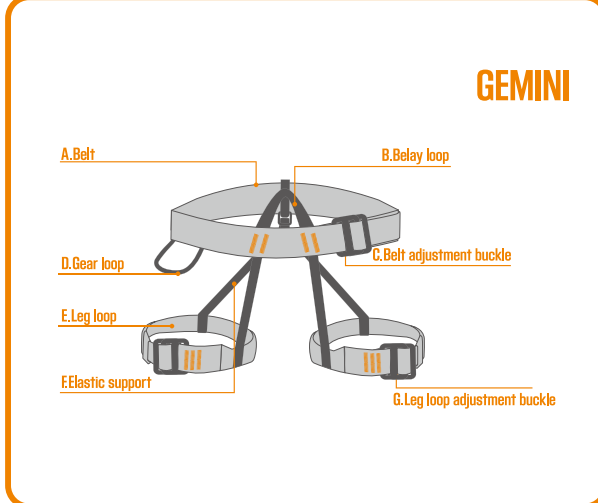 GEMINI
A.Belt
B.Belay loop
C.Belt adjustment buckle
D.Gear loop
E.Leg loop
F.Elastic support
G.Leg loop adjustment buckle